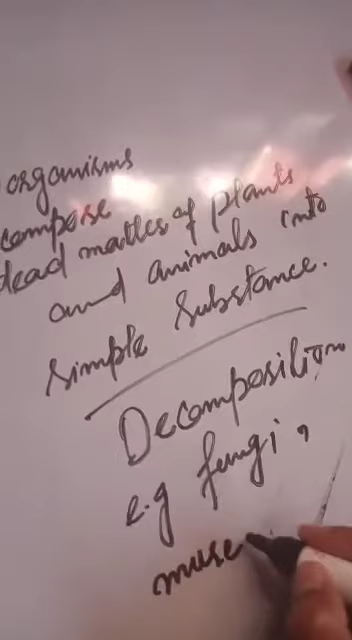 organisms
compose
dead matter of plants
and animals into
simple substance.
Decomposition
e.g fungi,
muse